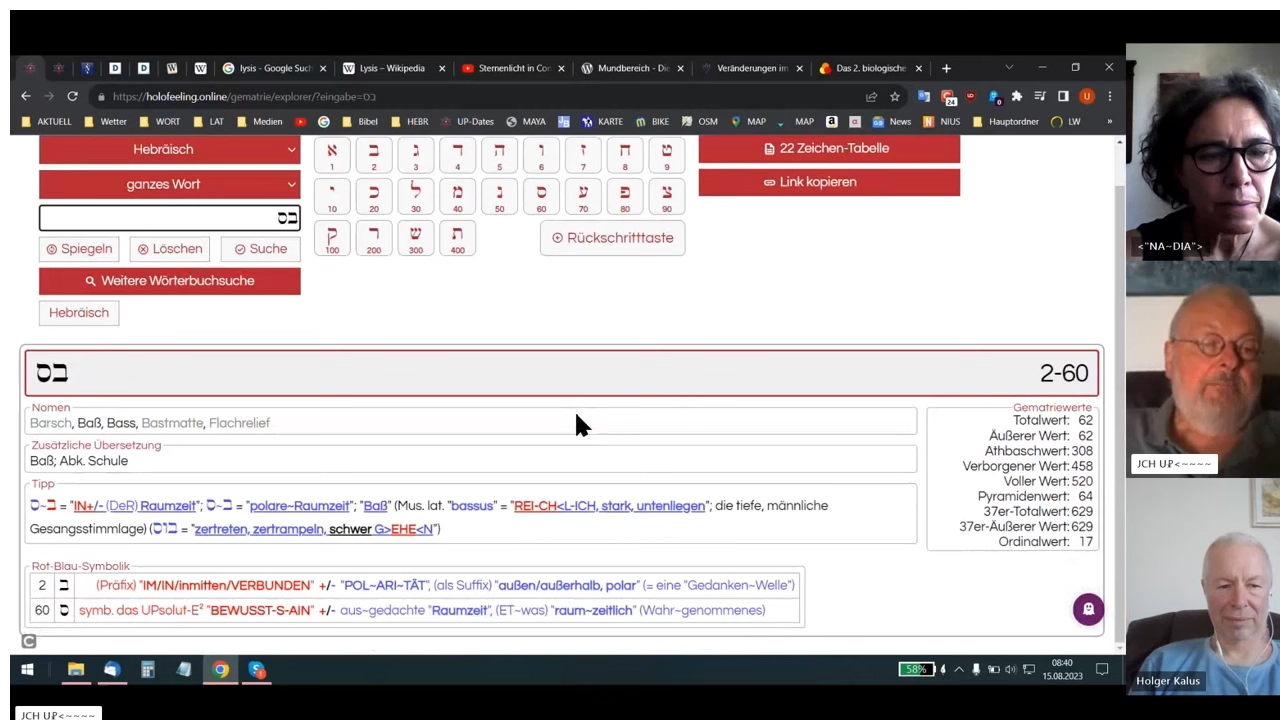 lysis - Google Such
Lysis – Wikipedia
Sternenlicht in Con
Mundbereich - Die
Veränderungen im
Das 2. biologische
https://holofeeling.online/gematrie/explorer/?eingabe=בס
AKTUELL Wetter WORT LAT Medien Bibel HEBR UP-Dates MAYA KARTE BIKE OSM MAP MAP News NIUS Hauptordner LW »
Hebräisch
ganzes Wort
בס
Spiegeln Löschen Suche
Weitere Wörterbuchsuche
Hebräisch
א ב ג ד ה ו ז ח ט
1 2 3 4 5 6 7 8 9
י כ ל מ נ ס ע פ צ
10 20 30 40 50 60 70 80 90
ק ר ש ת
100 200 300 400
Rückschritttaste
22 Zeichen-Tabelle
Link kopieren
בס 2-60
Nomen
Barsch, Baß, Bass, Bastmatte, Flachrelief
Zusätzliche Übersetzung
Baß; Abk. Schule
Tipp
ב~ס = "IN+/- (DeR) Raumzeit"; ב~ס = "polare~Raumzeit"; "Baß" (Mus. lat. "bassus" = "REI-CH<L-ICH, stark, untenliegen"; die tiefe, männliche
Gesangsstimmlage) (בוס = "zertreten, zertrampeln, schwer G>EHE<N")
Gematriewerte
Totalwert: 62
Äußerer Wert: 62
Athbaschwert: 308
Verborgener Wert: 458
Voller Wert: 520
Pyramidenwert: 64
37er-Totalwert: 629
37er-Äußerer Wert: 629
Ordinalwert: 17
Rot-Blau-Symbolik
2 ב (Präfix) "IM/IN/inmitten/VERBUNDEN" +/- "POL~ARI~TÄT", (als Suffix) "außen/außerhalb, polar" (= eine "Gedanken~Welle")
60 ס symb. das UPsolut-E² "BEWUSST-S-AIN" +/- aus-gedachte "Raumzeit", (ET~was) "raum~zeitlich" (Wahr~genommenes)
58%
08:40
15.08.2023
<"NA~DIA">
JCH UP<~~~~
Holger Kalus
JCH UP<~~~~